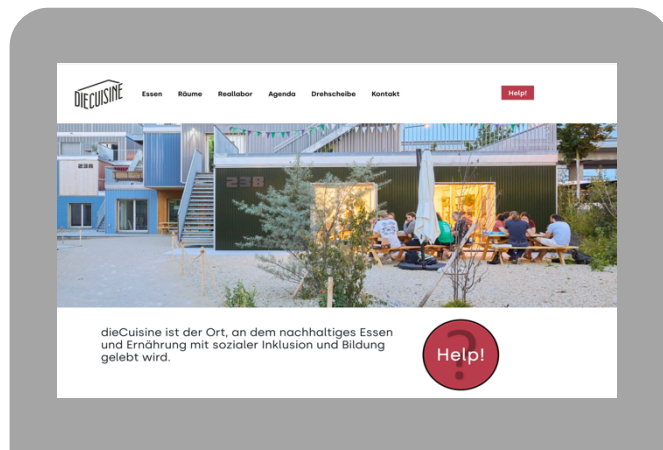 DIECUISINE
Essen Räume Reallabor Agenda Drehscheibe Kontakt Help!
238
238
dieCuisine ist der Ort, an dem nachhaltiges Essen
und Ernährung mit sozialer Inklusion und Bildung
gelebt wird.
?
Help!